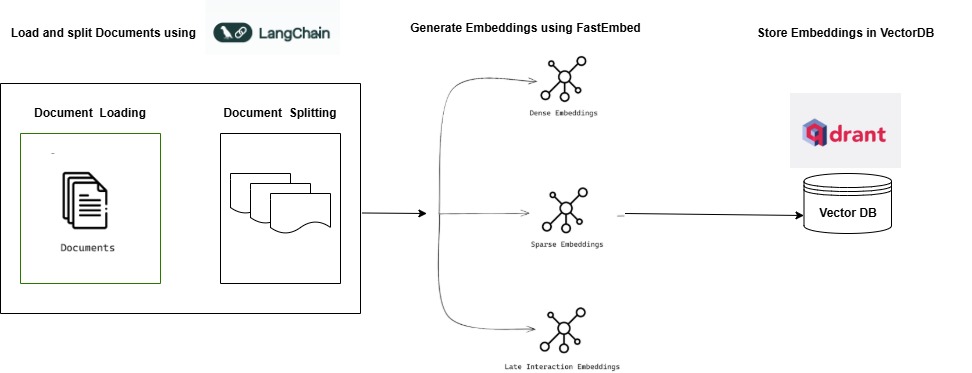 Load and split Documents using
LangChain
Generate Embeddings using FastEmbed
Store Embeddings in VectorDB
Document Loading
Document Splitting
Documents
Dense Embeddings
Sparse Embeddings
Late Interaction Embeddings
qdrant
Vector DB